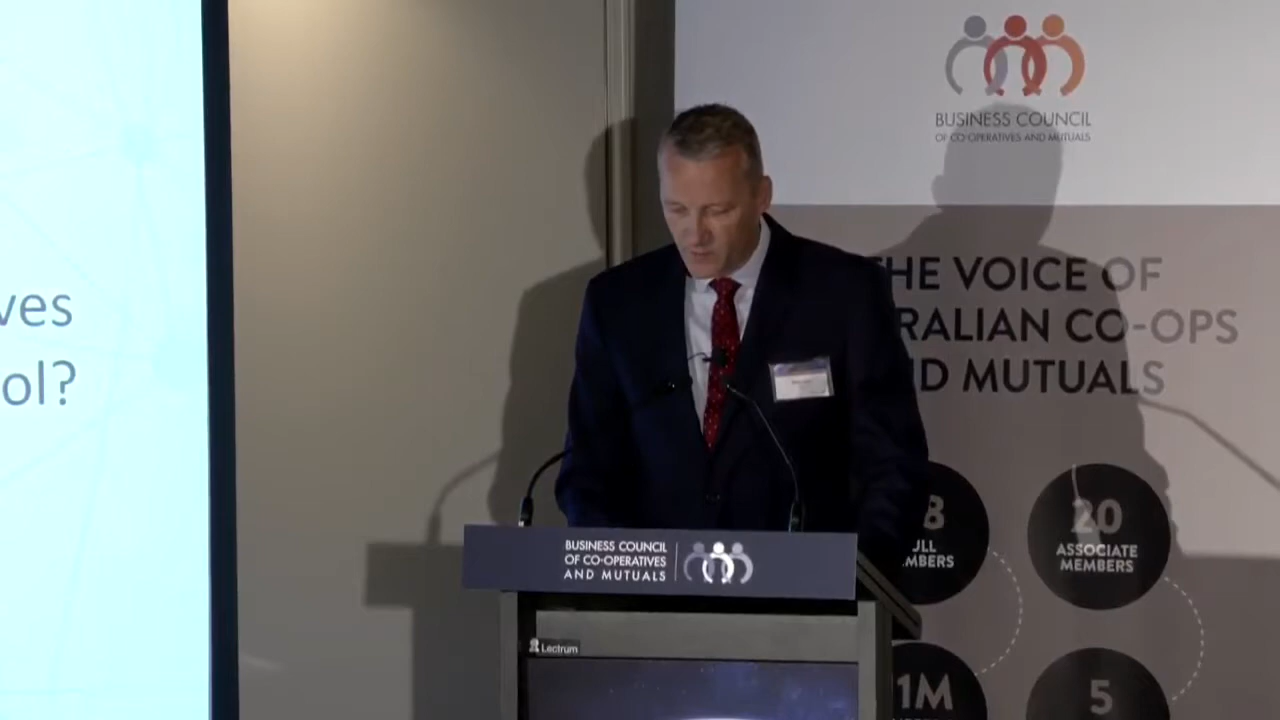 ves
ol?
BUSINESS COUNCIL
OF CO-OPERATIVES AND MUTUALS
HE VOICE OF
RALIAN CO-OPS
D MUTUALS
8
ULL
MBERS
20
ASSOCIATE
MEMBERS
1M
5
BUSINESS COUNCIL
OF CO-OPERATIVES
AND MUTUALS
Lectrum